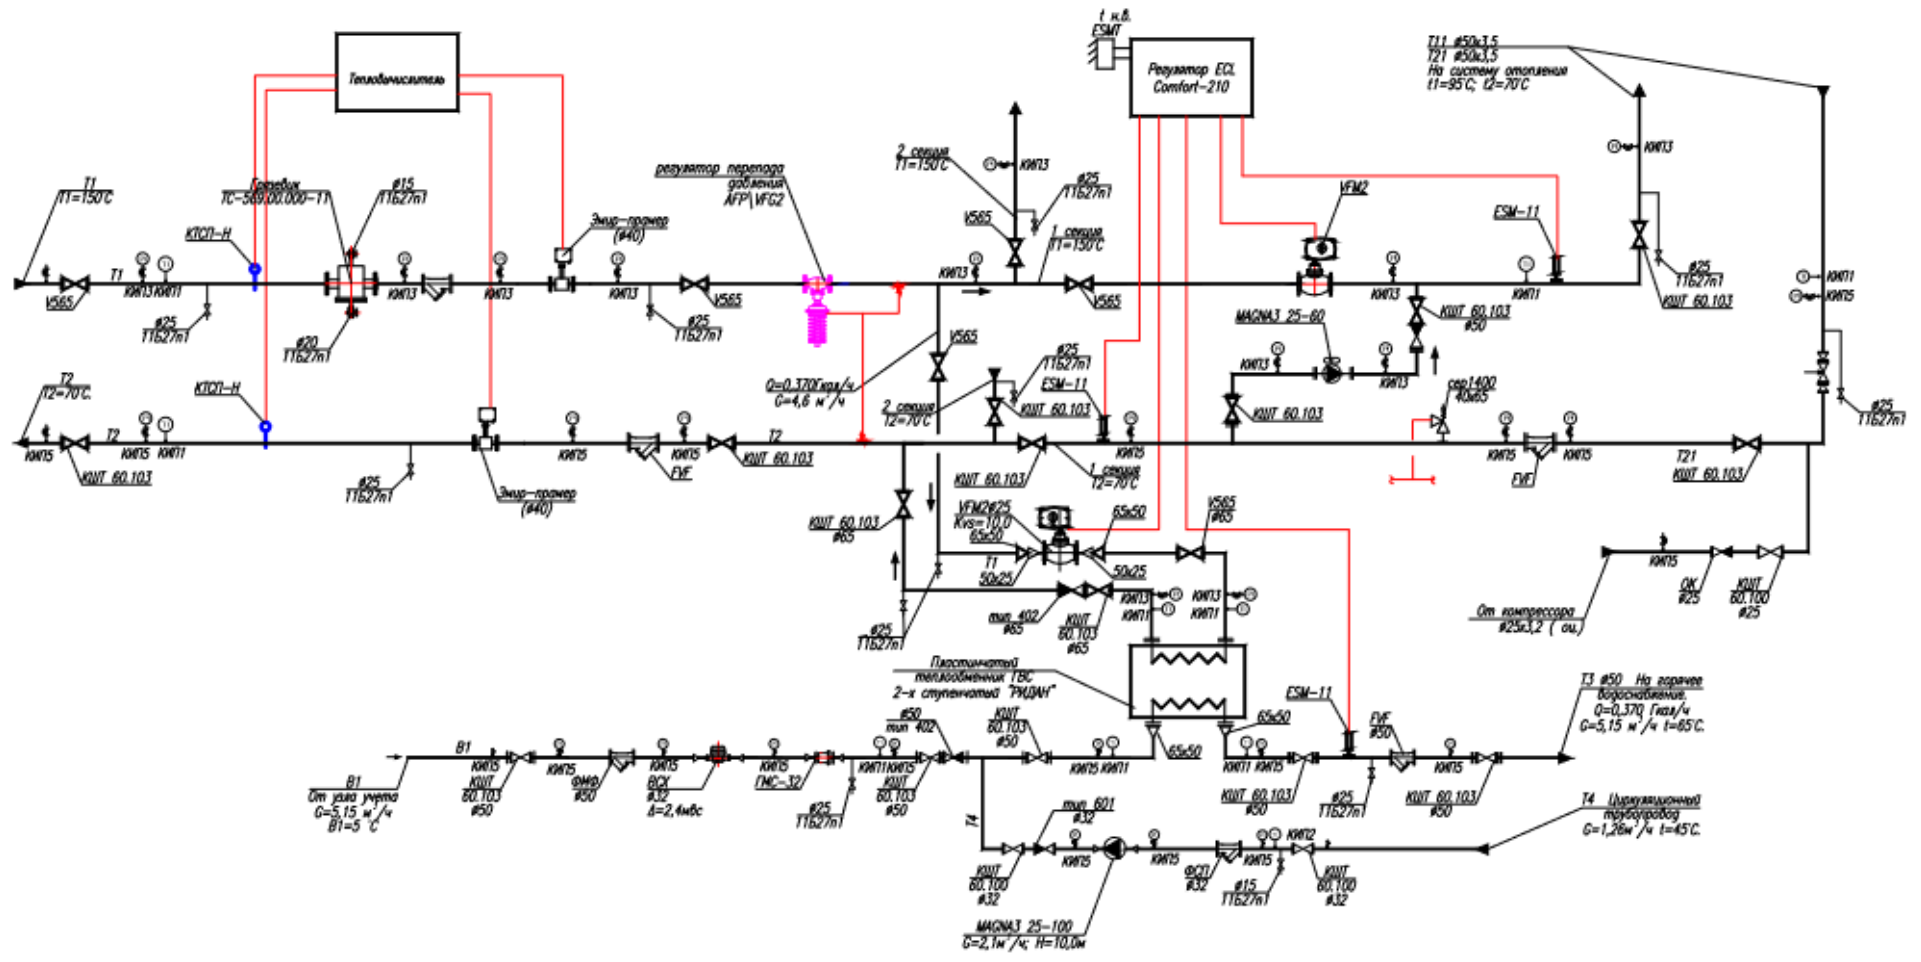 t н.в.
ESMT
Тепловычислитель
Регулятор ECL
Comfort-210
Т11 ø50х3,5
Т21 ø50х3,5
На систему отопления
t1=95°C; t2=70°C
Т1
Т1=150°С
Грязевик
ТС-569.00.000-11
ø15
11Б27п1
КТСП-Н
Эмир-прамер
(ø40)
регулятор перепада
давления
AFP\VFG2
2 секция
Т1=150°С
КИП3
ø25
11Б27п1
V565
1 секция
Т1=150°С
VFM2
ESM-11
КИП3
V565
Т1
КИП3
КИП1
КИП3
КИП3
КИП3
V565
КИП3
V565
КИП3
КИП1
КШТ 60.103
ø25
11Б27п1
КИП1
КИП5
ø25
11Б27п1
ø20
11Б27п1
ø25
11Б27п1
КШТ 60.103
ø50
MAGNA3 25-60
КИП3
КИП3
V565
Т2
Т2=70°С.
КТСП-Н
Q=0,370Гкал/ч
G=4,6 м³/ч
ø25
11Б27п1
ESM-11
2 секция
Т2=70°С
КШТ 60.103
КШТ 60.103
сер1400
40х65
ø25
11Б27п1
КИП5
Т2
КИП5
КИП1
КШТ 60.103
ø25
11Б27п1
Эмир-прамер
(ø40)
КИП5
FVF
КИП5
Т2
КШТ 60.103
КИП5
КШТ 60.103
1 секция
Т2=70°С
КИП5
FVF
КИП5
Т21
КШТ 60.103
КШТ 60.103
ø65
VFM2ø25
Kvs=10,0
65х50
65х50
V565
ø65
Т1
50х25
50х25
КИП5
ОК
ø25
КШТ
60.100
ø25
От компрессора
ø25х3,2 ( оц.)
ø25
11Б27п1
тип 402
ø65
КШТ
60.103
ø65
КИП3
КИП1
КИП3
КИП1
Пластинчатый
теплообменник ГВС
2-х ступенчатый "РИДАН"
ø50
тип 402
КШТ
60.103
ø50
65х50
65х50
ESM-11
FVF
ø50
Т3 ø50 На горячее
водоснабжение.
Q=0,370 Гкал/ч
G=5,15 м³/ч t=65°С.
В1
В1
От узла учета
G=5,15 м³/ч
В1=5 °С
КИП5
КШТ
60.103
ø50
КИП5
ФМФ
ø50
КИП5
ВСХ
ø32
Δ=2,4мвс
КИП5
ГМС-32
КИП1
КИП5
ø25
11Б27п1
КШТ
60.103
ø50
КИП5
КИП1
КИП1
КИП5
КШТ 60.103
ø50
ø25
11Б27п1
КИП5
КШТ 60.103
ø50
Т4 Циркуляционный
трубопровод
G=1,26м³/ч t=45°С.
Т4
тип 601
ø32
КШТ
60.100
ø32
КИП5
КИП5
ФСП
ø32
КИП5
КИП2
ø15
11Б27п1
КШТ
60.100
ø32
MAGNA3 25-100
G=2,1м³/ч; Н=10,0м